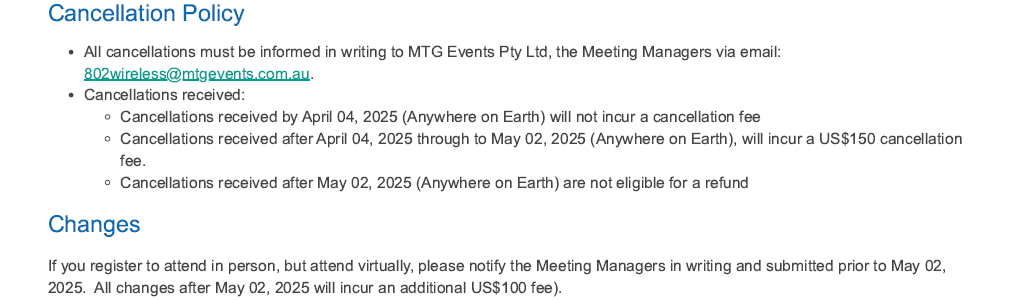 Cancellation Policy
• All cancellations must be informed in writing to MTG Events Pty Ltd, the Meeting Managers via email:
802wireless@mtgevents.com.au.
• Cancellations received:
◦ Cancellations received by April 04, 2025 (Anywhere on Earth) will not incur a cancellation fee
◦ Cancellations received after April 04, 2025 through to May 02, 2025 (Anywhere on Earth), will incur a US$150 cancellation
fee.
◦ Cancellations received after May 02, 2025 (Anywhere on Earth) are not eligible for a refund
Changes
If you register to attend in person, but attend virtually, please notify the Meeting Managers in writing and submitted prior to May 02,
2025.  All changes after May 02, 2025 will incur an additional US$100 fee).